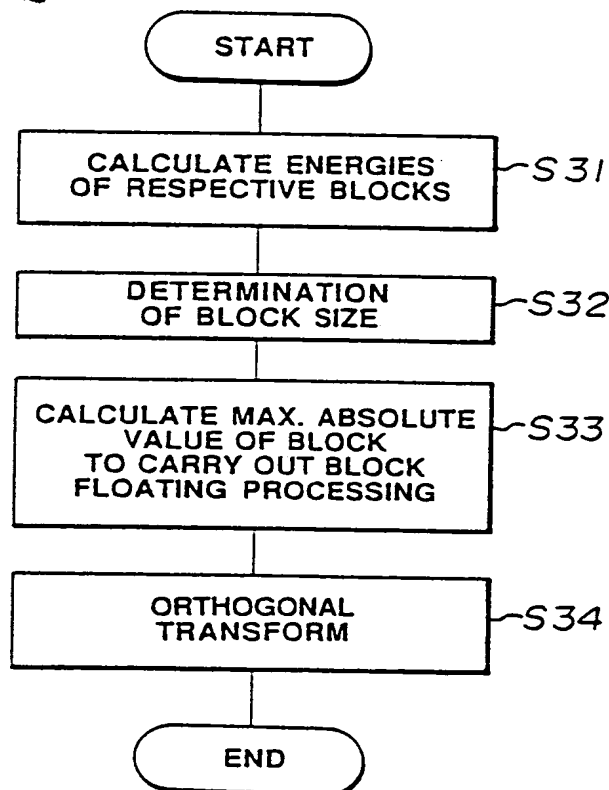 START
CALCULATE ENERGIES
OF RESPECTIVE BLOCKS
S31
DETERMINATION
OF BLOCK SIZE
S32
CALCULATE MAX. ABSOLUTE
VALUE OF BLOCK
TO CARRY OUT BLOCK
FLOATING PROCESSING
S33
ORTHOGONAL
TRANSFORM
S34
END